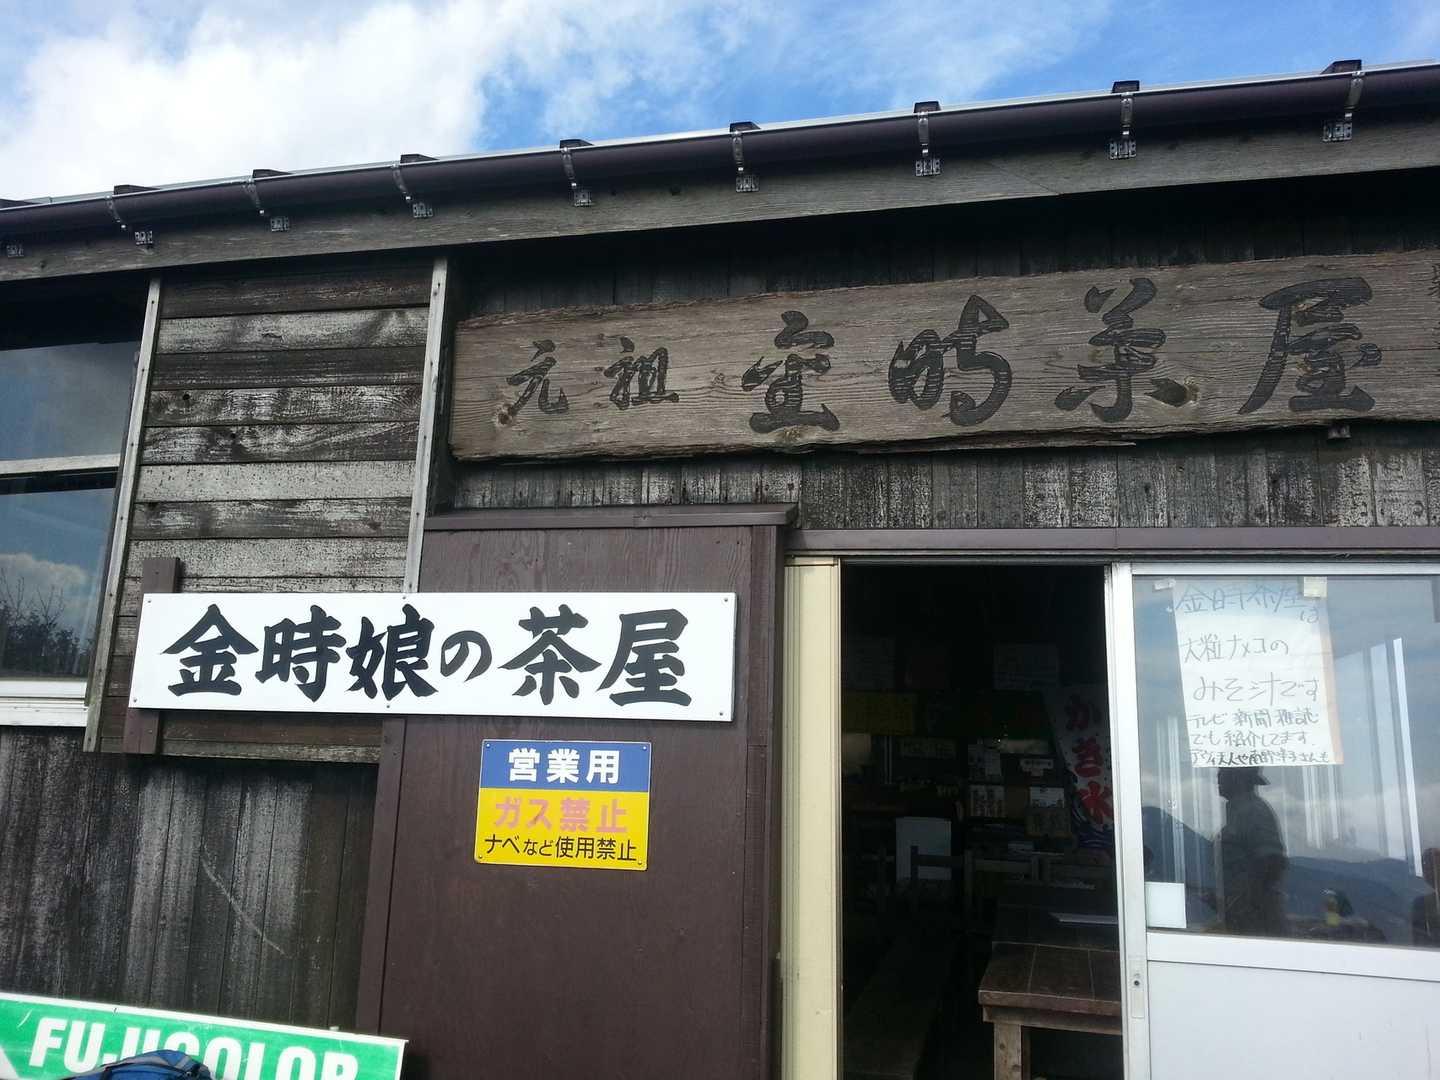 元祖 金時茶屋
金時娘の茶屋
営業用
ガス禁止
ナベなど使用禁止
金時茶屋は
大粒ナメコの
みそ汁です
テレビ新聞雑誌
でも紹介してます
かき氷
FUJICOLOR